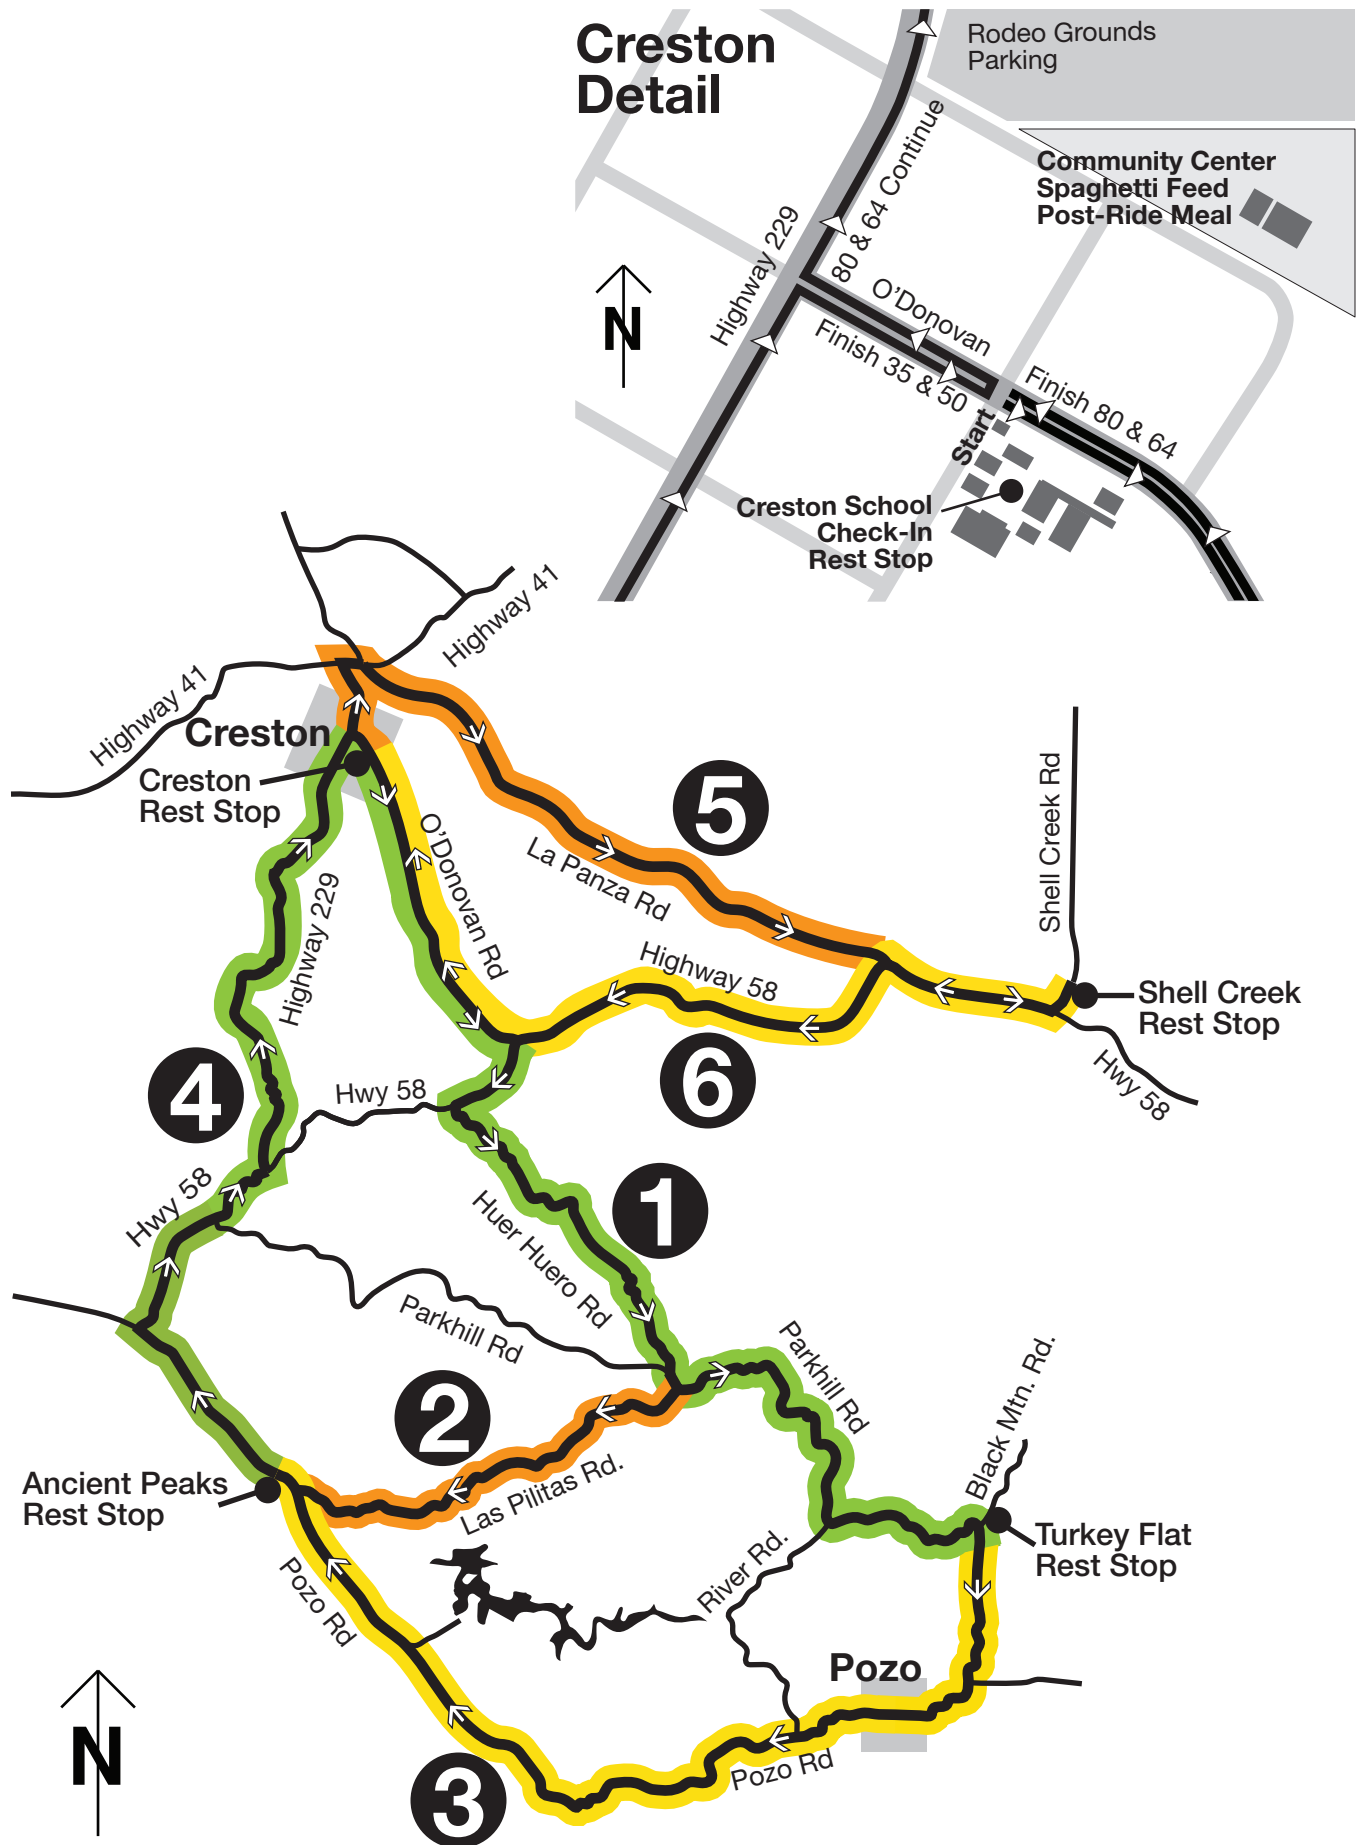 Creston
Detail
Rodeo Grounds
Parking
Community Center
Spaghetti Feed
Post-Ride Meal
80 & 64 Continue
Highway 229
O'Donovan
Finish 35 & 50
Finish 80 & 64
Start
N
Creston School
Check-In
Rest Stop
Highway 41
Highway 41
Creston
Creston
Rest Stop
5
La Panza Rd
O'Donovan Rd
Highway 229
Shell Creek Rd
Highway 58
Shell Creek
Rest Stop
Hwy 58
6
4
Hwy 58
Hwy 58
1
Huer Huero Rd
Parkhill Rd
Parkhill Rd
2
Las Pilitas Rd.
Black Mtn. Rd.
Ancient Peaks
Rest Stop
Turkey Flat
Rest Stop
River Rd.
Pozo Rd
Pozo
Pozo Rd
3
N